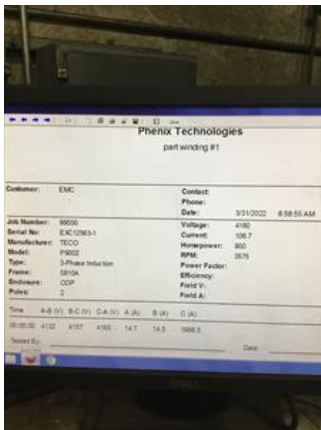 Phenix Technologies
part winding #1
Customer: EMC Contact:
Phone:
Date: 3/31/2022 8:58:55 AM
Job Number: 99550 Voltage: 4160
Serial No: EXC12563-1 Current: 106.7
Manufacturer: TECO Horsepower: 900
Model: P9002 RPM: 3575
Type: 3-Phase Induction Power Factor:
Frame: 5810A Efficiency:
Enclosure: ODP Field V:
Poles: 2 Field A:
Time A-B (V) B-C (V) C-A (V) A (A) B (A) C (A)
00:00:00 4132 4157 4165 14.7 14.5
Tested By: Date:
DELL